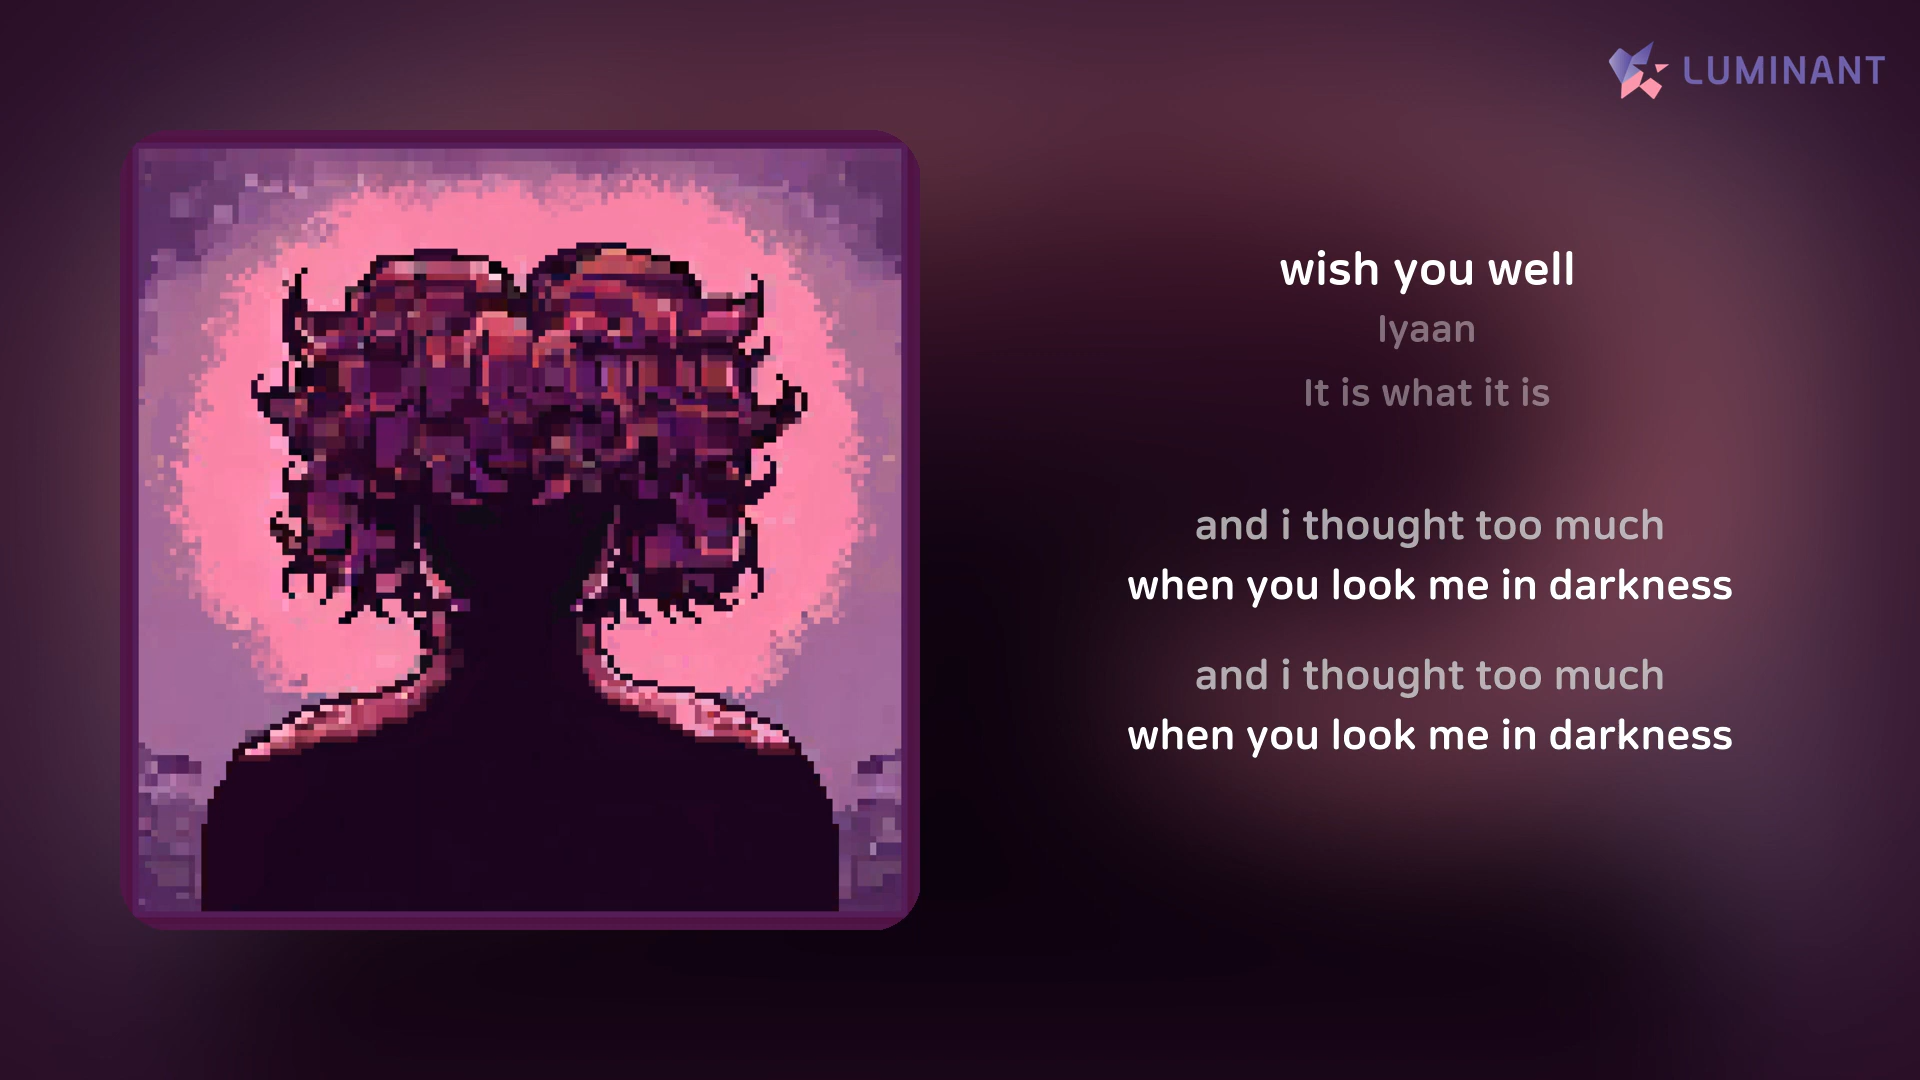 LUMINANT
wish you well
Iyaan
It is what it is
and i thought too much
when you look me in darkness
and i thought too much
when you look me in darkness